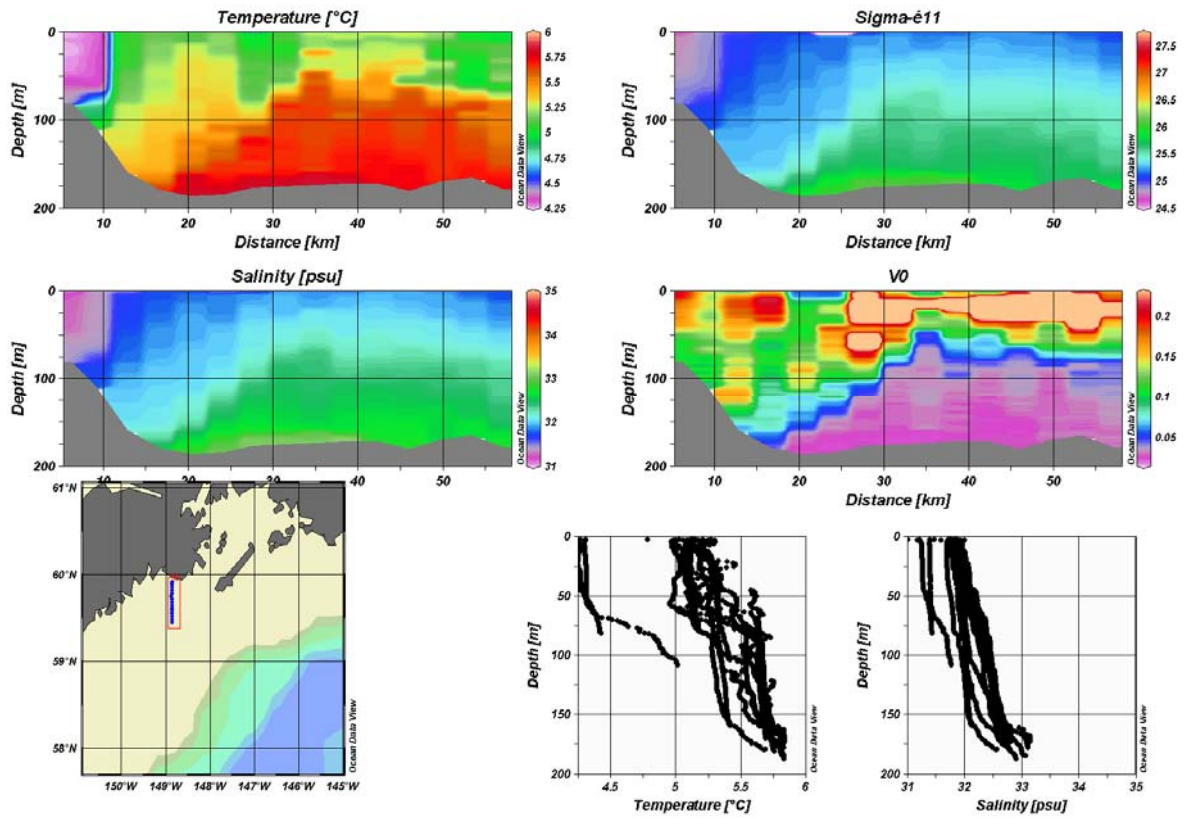 Temperature [°C]
0
100
200
Depth [m]
10 20 30 40 50
Distance [km]
Ocean Data View
6
5.75
5.5
5.25
5
4.75
4.5
4.25
Sigma-ê11
0
100
200
Depth [m]
10 20 30 40 50
Distance [km]
Ocean Data View
27.5
27
26.5
26
25.5
25
24.5
Salinity [psu]
0
100
200
Depth [m]
10 20 30 40 50
Ocean Data View
35
34
33
32
31
V0
0
100
200
Depth [m]
10 20 30 40 50
Distance [km]
Ocean Data View
0.2
0.15
0.1
0.05
61°N
60°N
59°N
58°N
150°W 149°W 148°W 147°W 146°W 145°W
Ocean Data View
0
50
100
150
200
Depth [m]
4.5 5 5.5 6
Temperature [°C]
Ocean Data View
0
50
100
150
200
Depth [m]
31 32 33 34 35
Salinity [psu]
Ocean Data View